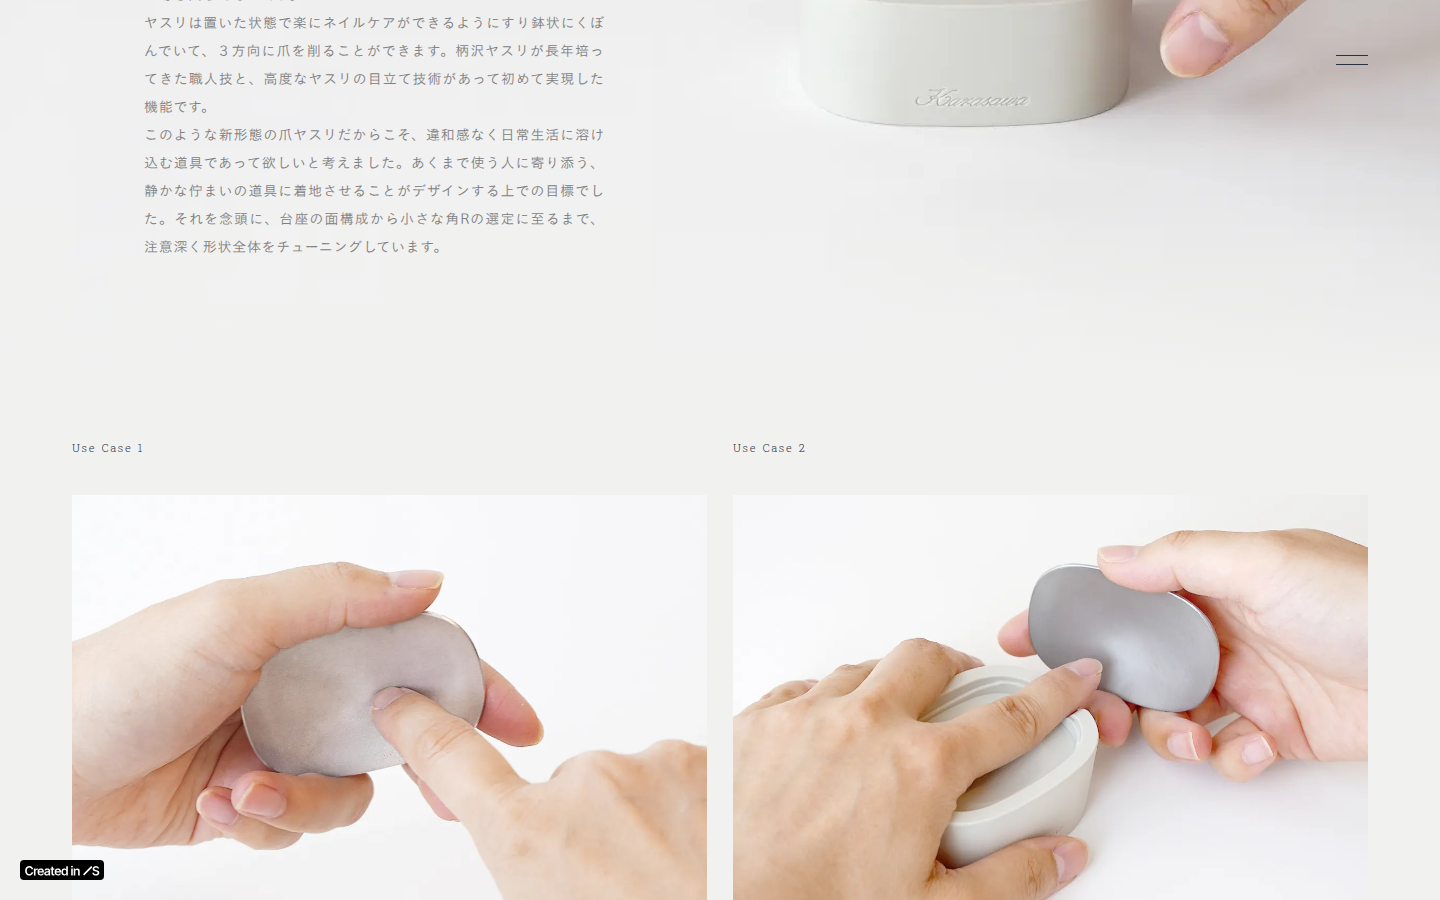 ヤスリは置いた状態で楽にネイルケアができるようにすり鉢状にくぼ
んでいて、３方向に爪を削ることができます。柄沢ヤスリが長年培っ
てきた職人技と、高度なヤスリの目立て技術があって初めて実現した
機能です。
このような新形態の爪ヤスリだからこそ、違和感なく日常生活に溶け
込む道具であって欲しいと考えました。あくまで使う人に寄り添う、
静かな佇まいの道具に着地させることがデザインする上での目標でし
た。それを念頭に、台座の面構成から小さな角Rの選定に至るまで、
注意深く形状全体をチューニングしています。
Karasawa
Use Case 1
Use Case 2
Created in